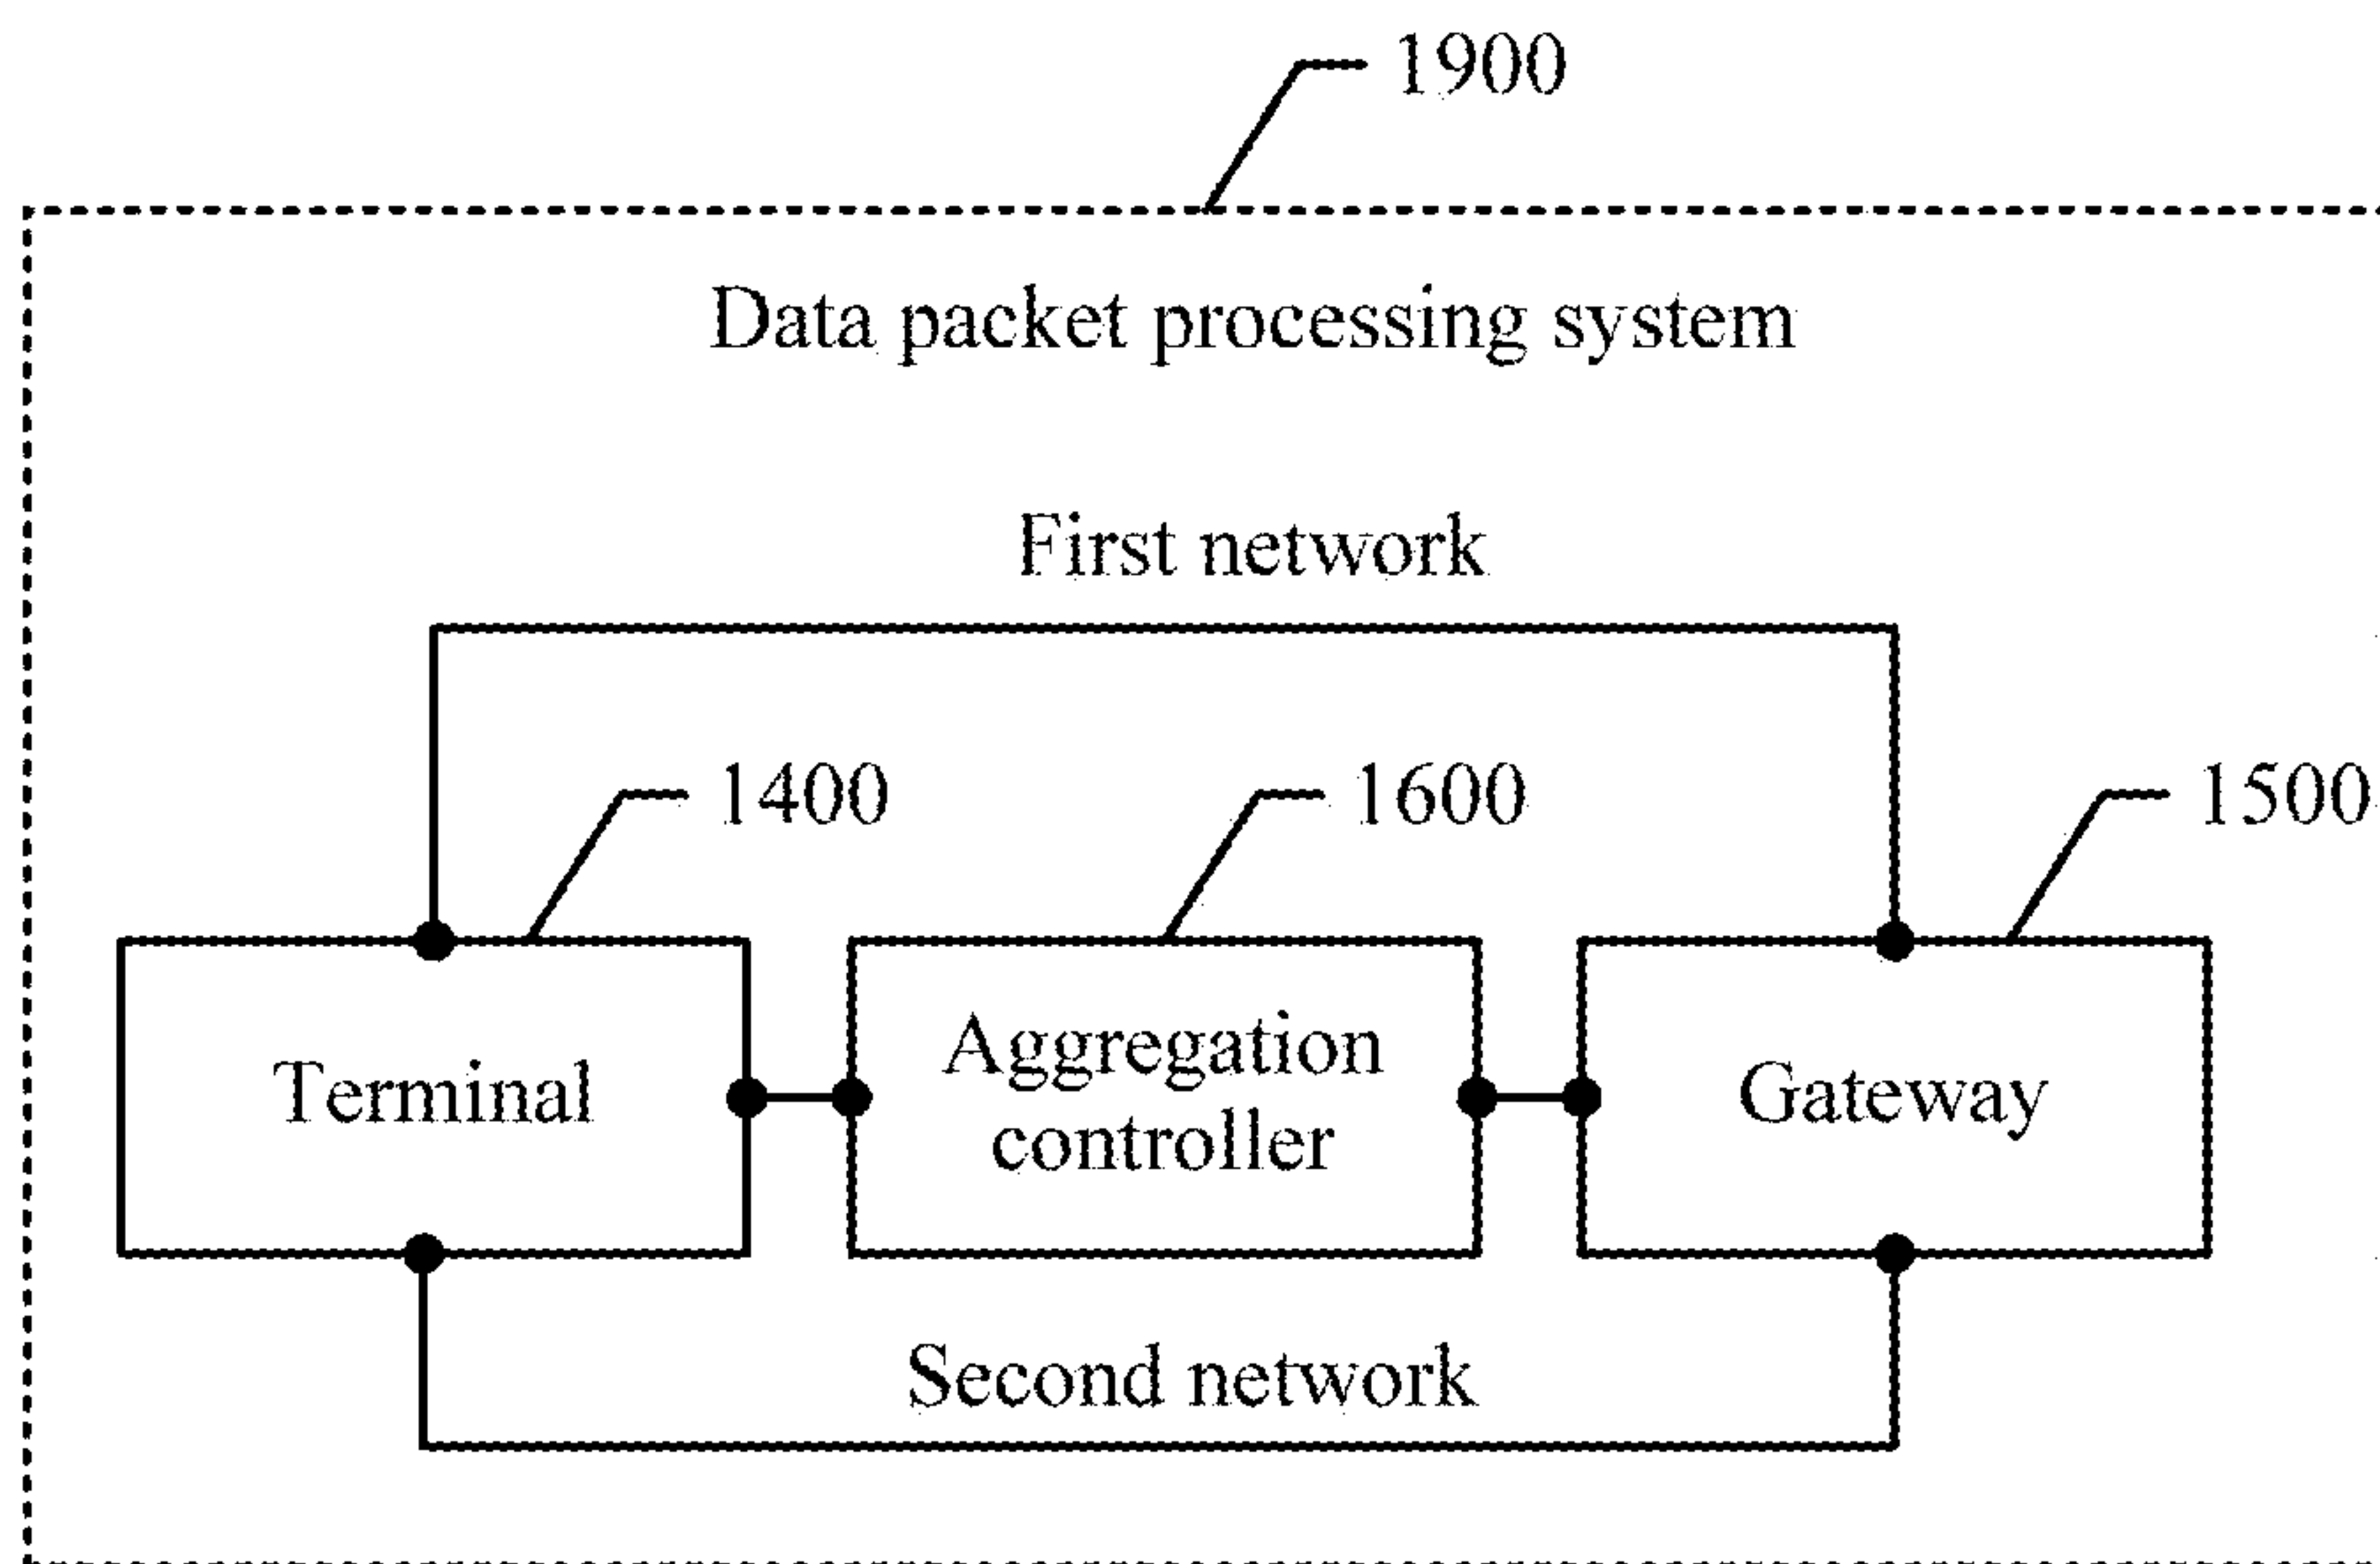 1900
Data packet processing system
First network
1400
1600
1500
Terminal
Aggregation
controller
Gateway
Second network